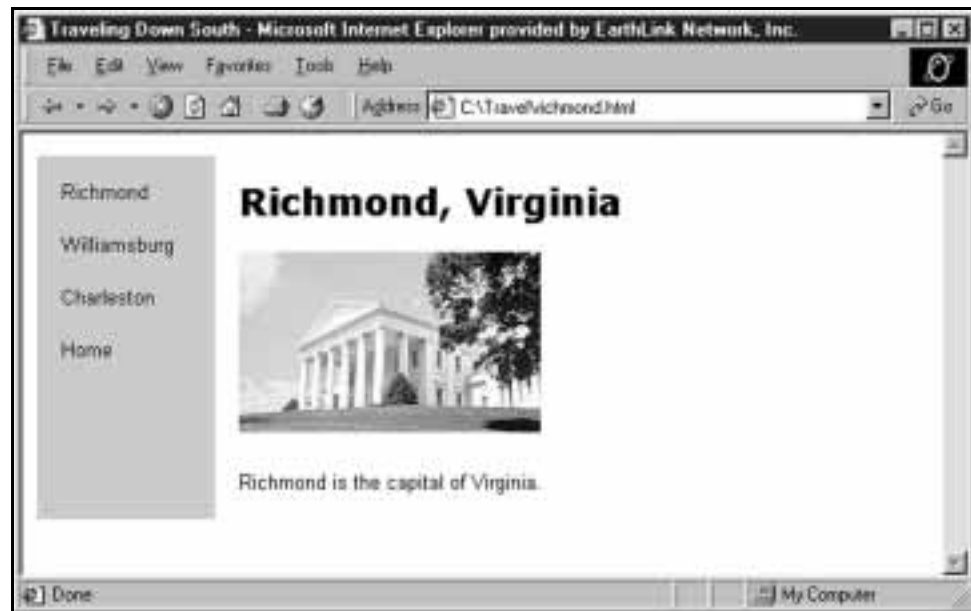 Traveling Down South - Microsoft Internet Explorer provided by EarthLink Network, Inc.
File Edit View Favorites Tools Help
Address C:\Travel\richmond.html Go
Richmond
Williamsburg
Charleston
Home
Richmond, Virginia
Richmond is the capital of Virginia.
Done
My Computer